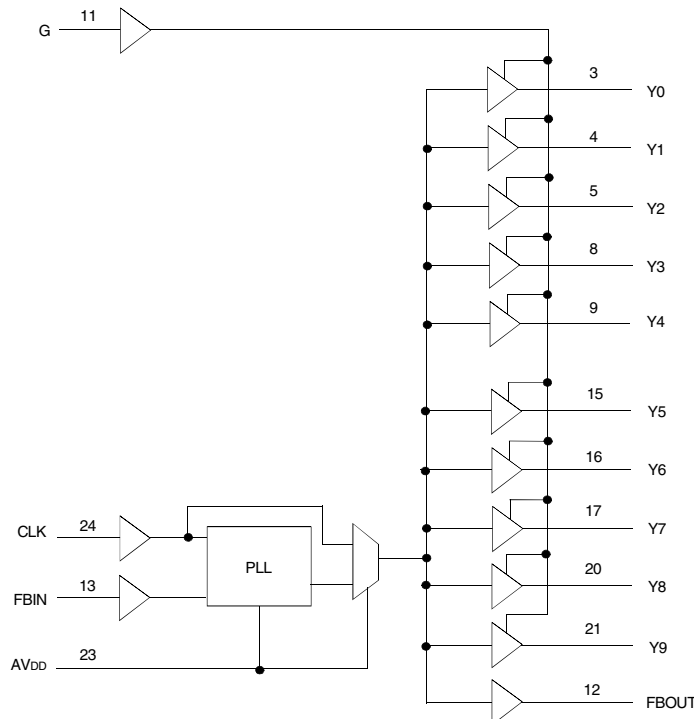 G 11
3 Y0
4 Y1
5 Y2
8 Y3
9 Y4
15 Y5
16 Y6
CLK 24
17 Y7
PLL
20 Y8
FBIN 13
21 Y9
AVDD 23
12 FBOUT